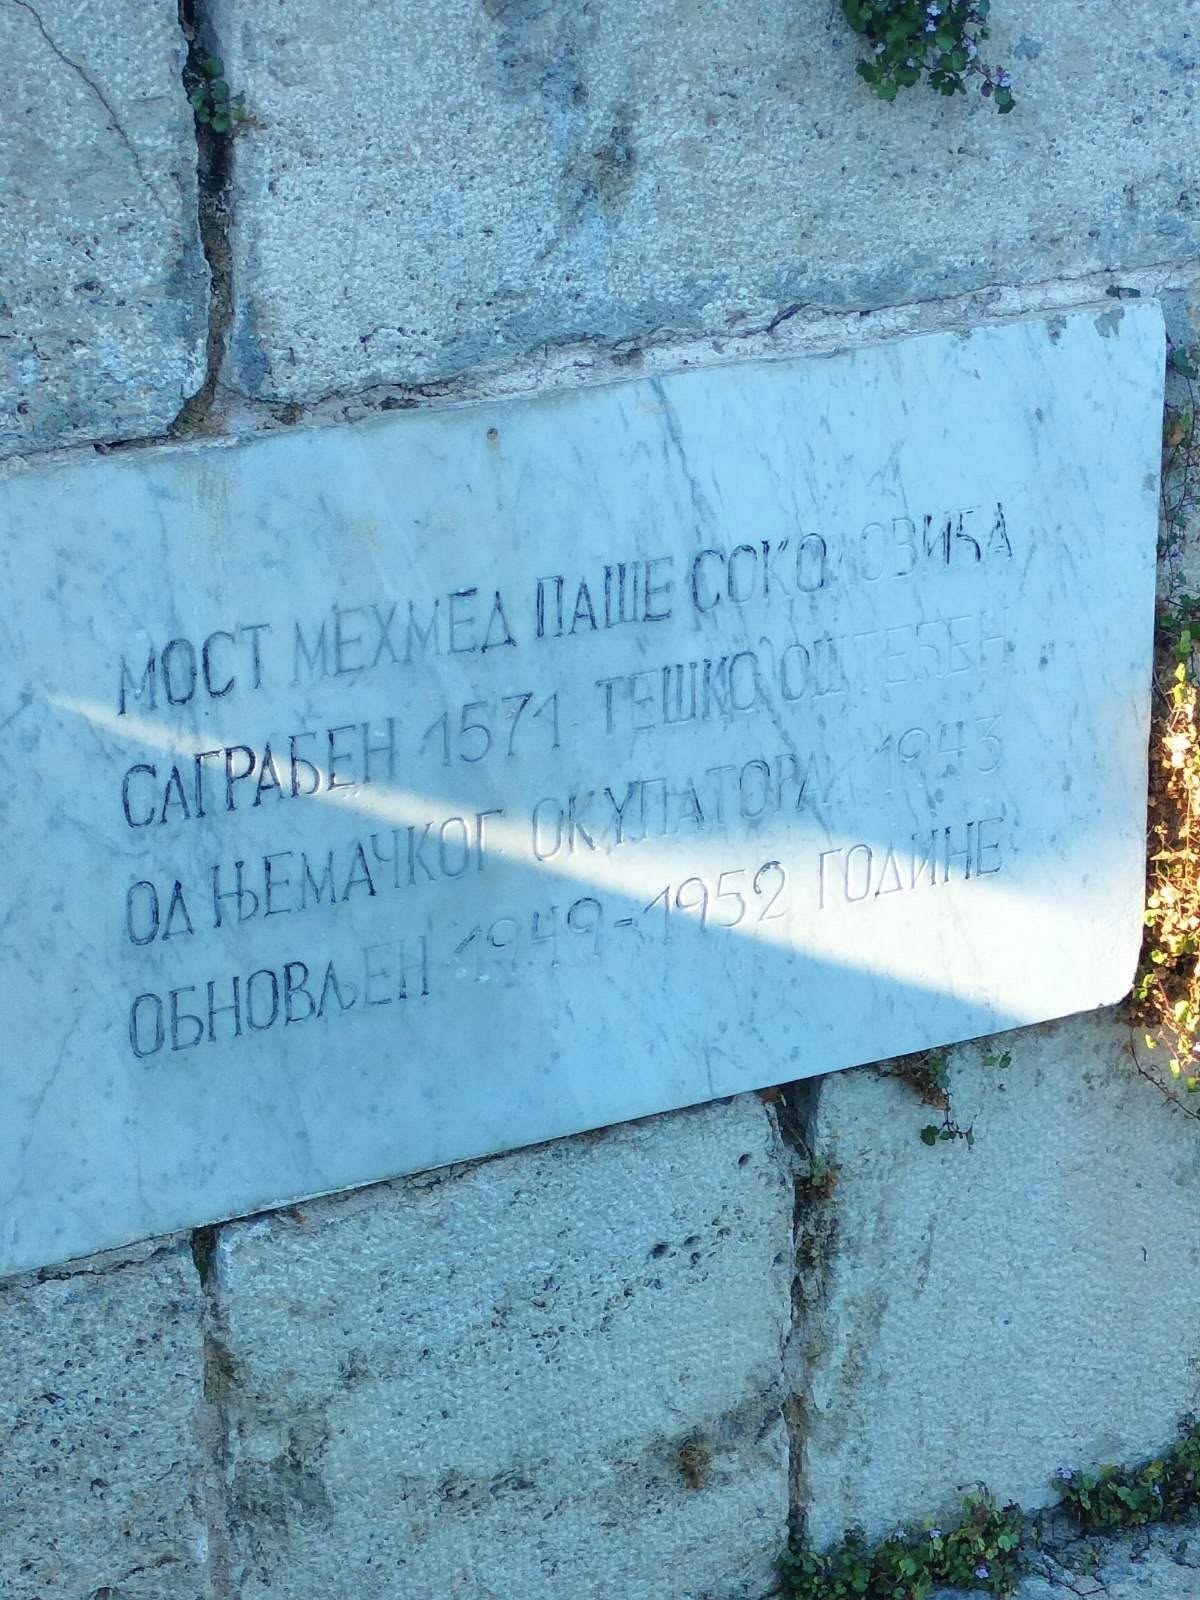 МОСТ МЕХМЕД ПАШЕ СОКОЛОВИЋА
САГРАЂЕН 1571 ТЕШКО ОШТЕЋЕН
ОД ЊЕМАЧКОГ ОКУПАТОРА 1943
ОБНОВЉЕН 1949-1952 ГОДИНЕ